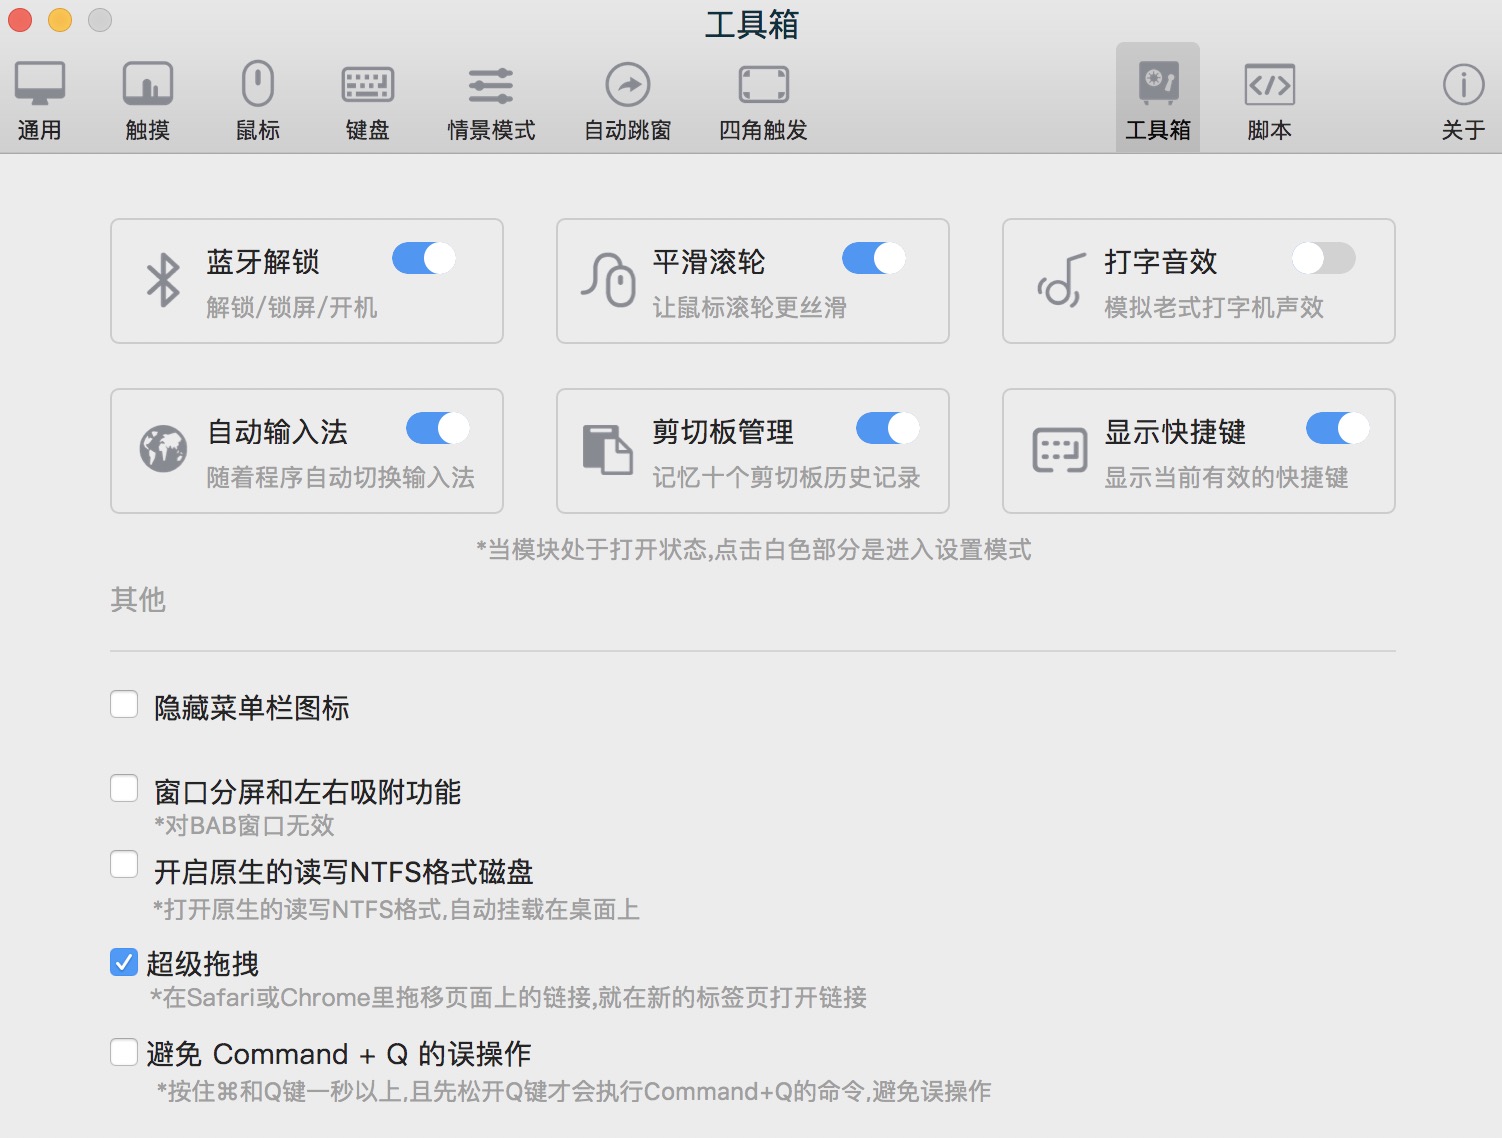 工具箱
通用
触摸
鼠标
键盘
情景模式
自动跳窗
四角触发
工具箱
脚本
关于
蓝牙解锁
解锁/锁屏/开机
平滑滚轮
让鼠标滚轮更丝滑
打字音效
模拟老式打字机声效
自动输入法
随着程序自动切换输入法
剪切板管理
记忆十个剪切板历史记录
显示快捷键
显示当前有效的快捷键
*当模块处于打开状态,点击白色部分是进入设置模式
其他
隐藏菜单栏图标
窗口分屏和左右吸附功能
*对BAB窗口无效
开启原生的读写NTFS格式磁盘
*打开原生的读写NTFS格式,自动挂载在桌面上
超级拖拽
*在Safari或Chrome里拖移页面上的链接,就在新的标签页打开链接
避免 Command + Q 的误操作
*按住⌘和Q键一秒以上,且先松开Q键才会执行Command+Q的命令,避免误操作